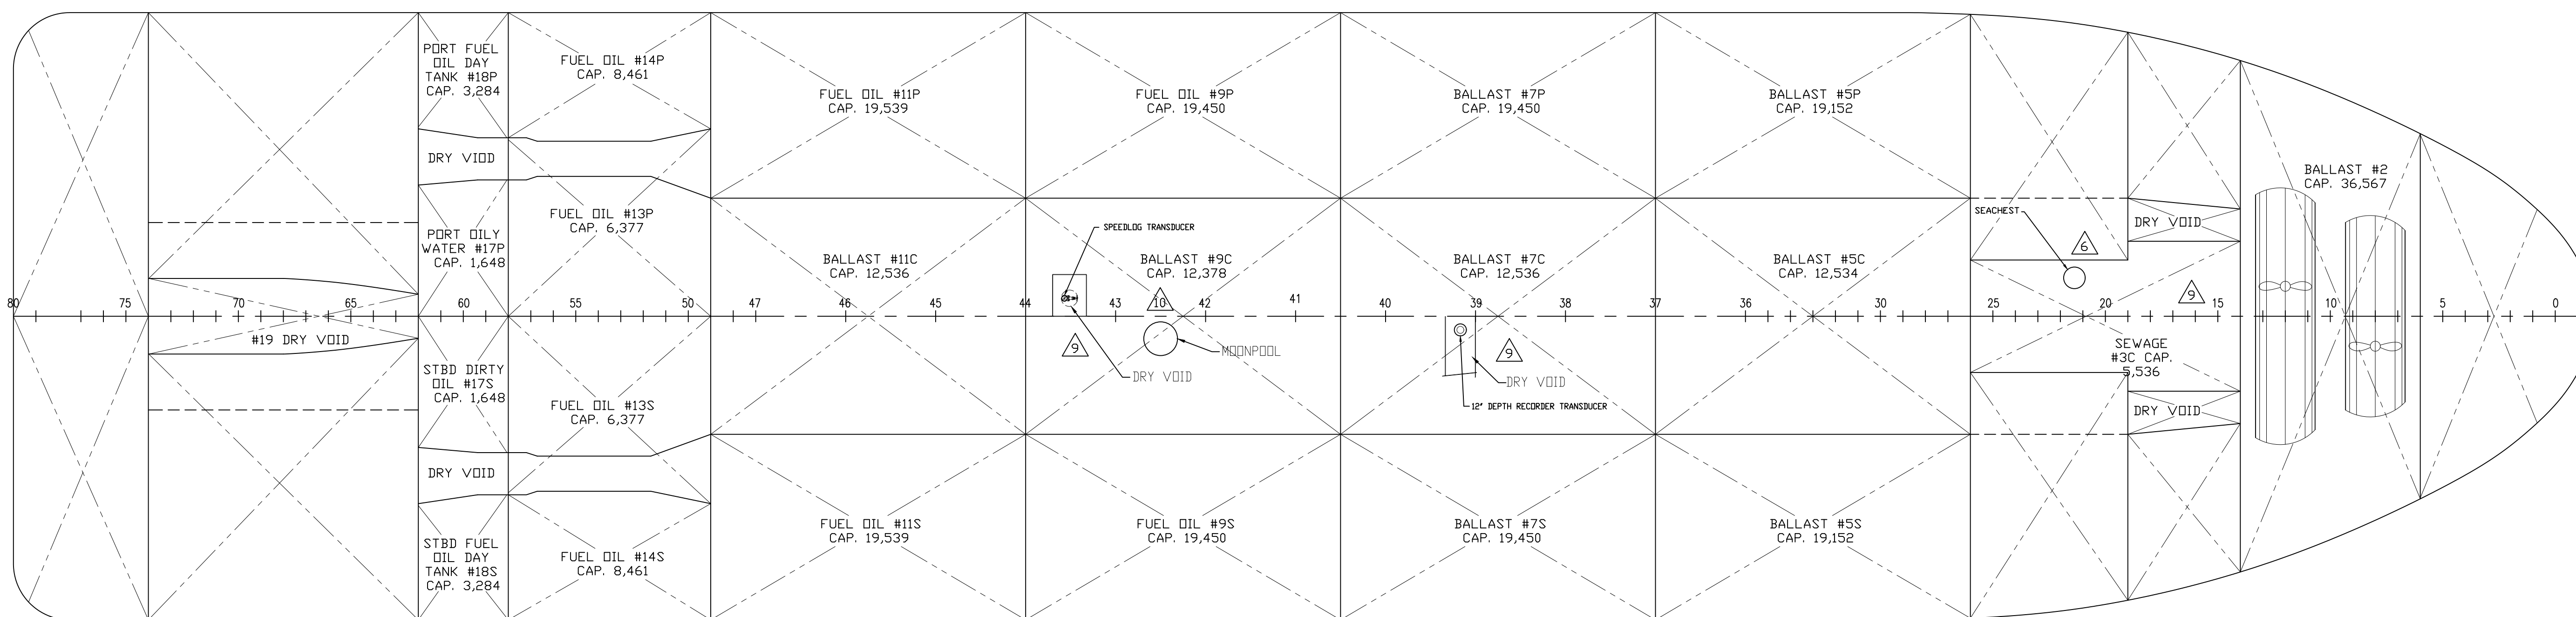 PORT FUEL
OIL DAY
TANK #18P
CAP. 3,284
FUEL OIL #14P
CAP. 8,461
FUEL OIL #11P
CAP. 19,539
FUEL OIL #9P
CAP. 19,450
BALLAST #7P
CAP. 19,450
BALLAST #5P
CAP. 19,152
DRY VIOD
BALLAST #2
CAP. 36,567
FUEL OIL #13P
CAP. 6,377
PORT OILY
WATER #17P
CAP. 1,648
SPEEDLOG TRANSDUCER
SEACHEST
DRY VOID
6
BALLAST #11C
CAP. 12,536
BALLAST #9C
CAP. 12,378
BALLAST #7C
CAP. 12,536
BALLAST #5C
CAP. 12,534
9
80 75 70 65 60 55 50 47 46 45 44 43 10 42 41 40 39 38 37 36 30 25 20 15 10 5 0
#19 DRY VOID
9
MOONPOOL
9
DRY VOID
DRY VOID
SEWAGE
#3C CAP.
5,536
STBD DIRTY
OIL #17S
CAP. 1,648
FUEL OIL #13S
CAP. 6,377
12" DEPTH RECORDER TRANSDUCER
DRY VOID
DRY VOID
FUEL OIL #11S
CAP. 19,539
FUEL OIL #9S
CAP. 19,450
BALLAST #7S
CAP. 19,450
BALLAST #5S
CAP. 19,152
STBD FUEL
OIL DAY
TANK #18S
CAP. 3,284
FUEL OIL #14S
CAP. 8,461